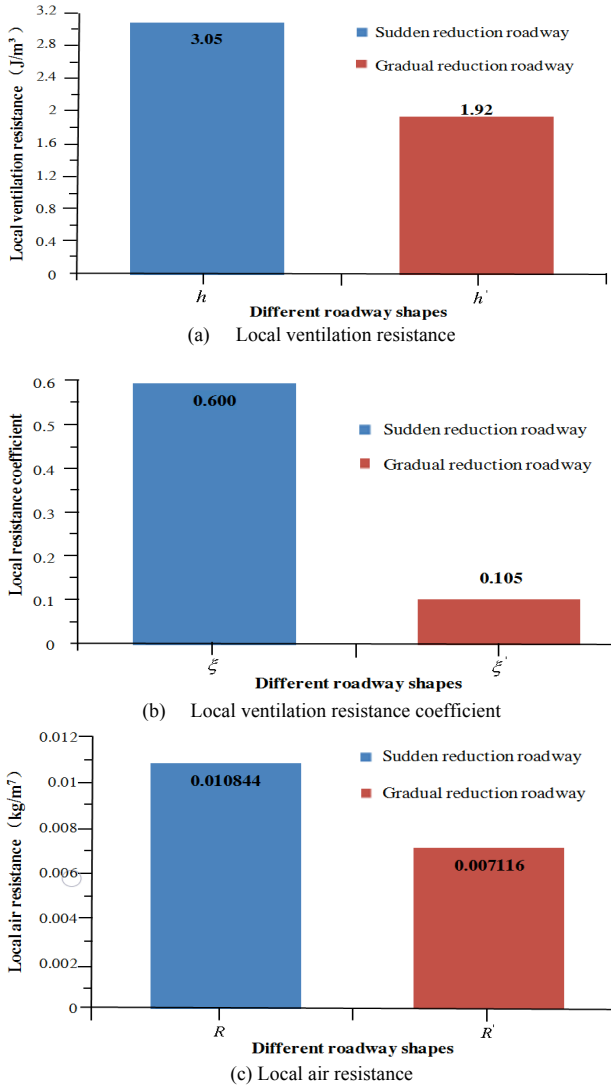 Local ventilation resistance（J/m³）
3.2
2.8
2.4
2
1.6
1.2
0.8
0.4
0
3.05
1.92
Sudden reduction roadway
Gradual reduction roadway
h
h'
Different roadway shapes
(a) Local ventilation resistance
Local resistance coefficient
0.6
0.5
0.4
0.3
0.2
0.1
0
0.600
0.105
Sudden reduction roadway
Gradual reduction roadway
ξ
ξ'
Different roadway shapes
(b) Local ventilation resistance coefficient
Local air resistance（kg/m⁷）
0.012
0.01
0.008
0.006
0.004
0.002
0
0.010844
0.007116
Sudden reduction roadway
Gradual reduction roadway
R
R'
Different roadway shapes
(c) Local air resistance